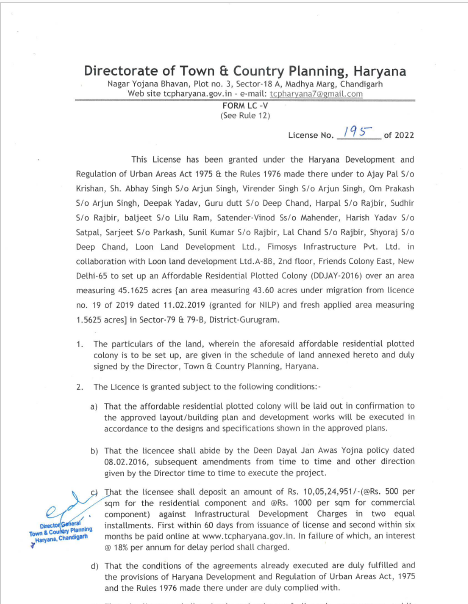 Directorate of Town & Country Planning, Haryana
Nagar Yojana Bhavan, Plot no. 3, Sector-18 A, Madhya Marg, Chandigarh
Web site tcpharyana.gov.in - e-mail: tcpharyana7@gmail.com
FORM LC -V
(See Rule 12)
License No. 195 of 2022
This License has been granted under the Haryana Development and
Regulation of Urban Areas Act 1975 & the Rules 1976 made there under to Ajay Pal S/o
Krishan, Sh. Abhay Singh S/o Arjun Singh, Virender Singh S/o Arjun Singh, Om Prakash
S/o Arjun Singh, Deepak Yadav, Guru dutt S/o Deep Chand, Harpal S/o Rajbir, Sudhir
S/o Rajbir, baljeet S/o Lilu Ram, Satender-Vinod Ss/o Mahender, Harish Yadav S/o
Satpal, Sarjeet S/o Parkash, Sunil Kumar S/o Rajbir, Lal Chand S/o Rajbir, Shyoraj S/o
Deep Chand, Loon Land Development Ltd., Fimosys Infrastructure Pvt. Ltd. in
collaboration with Loon land Development Ltd.A-8B, 2nd floor, Friends Colony East, New
Delhi-65 to set up an Affordable Residential Plotted Colony (DDJAY-2016) over an area
measuring 45.1625 acres [an area measuring 43.60 acres under migration from licence
no. 19 of 2019 dated 11.02.2019 (granted for NILP) and fresh applied area measuring
1.5625 acres] in Sector-79 & 79-B, District-Gurugram.
1. The particulars of the land, wherein the aforesaid affordable residential plotted
colony is to be set up, are given in the schedule of land annexed hereto and duly
signed by the Director, Town & Country Planning, Haryana.
2. The Licence is granted subject to the following conditions:-
a) That the affordable residential plotted colony will be laid out in confirmation to
the approved layout/building plan and development works will be executed in
accordance to the designs and specifications shown in the approved plans.
b) That the licencee shall abide by the Deen Dayal Jan Awas Yojna policy dated
08.02.2016, subsequent amendments from time to time and other direction
given by the Director time to time to execute the project.
c) That the licensee shall deposit an amount of Rs. 10,05,24,951/-(@Rs. 500 per
sqm for the residential component and @Rs. 1000 per sqm for commercial
component) against Infrastructural Development Charges in two equal
installments. First within 60 days from issuance of license and second within six
months be paid online at www.tcpharyana.gov.in. In failure of which, an interest
@ 18% per annum for delay period shall charged.
Director General
Town & Country Planning
Haryana, Chandigarh
d) That the conditions of the agreements already executed are duly fulfilled and
the provisions of Haryana Development and Regulation of Urban Areas Act, 1975
and the Rules 1976 made there under are duly complied with.